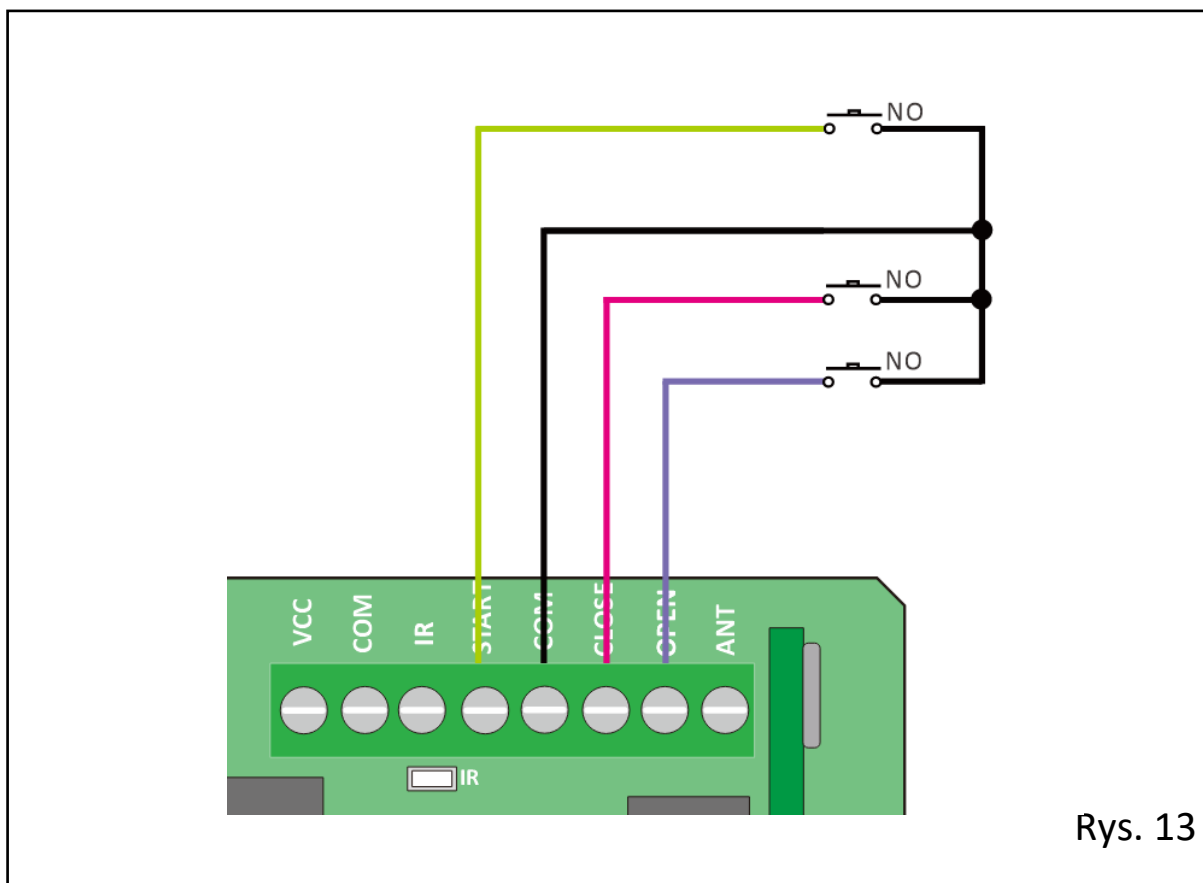 NO
NO
NO
VCC
COM
IR
START
COM
CLOSE
OPEN
ANT
IR
Rys. 13